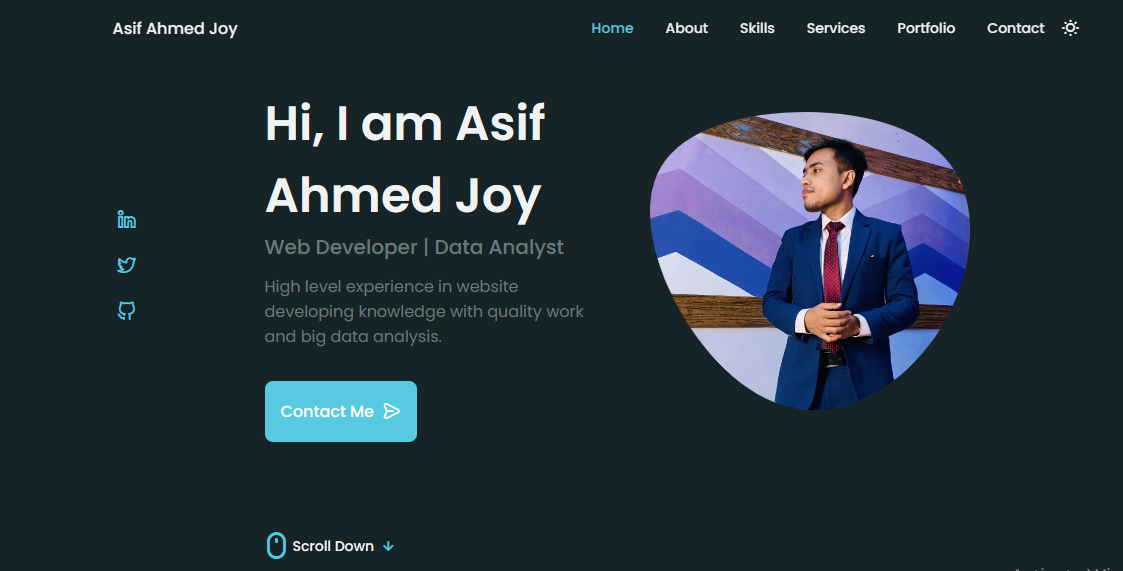 Asif Ahmed Joy
Home About Skills Services Portfolio Contact
Hi, I am Asif
Ahmed Joy
Web Developer | Data Analyst
High level experience in website
developing knowledge with quality work
and big data analysis.
Contact Me
Scroll Down